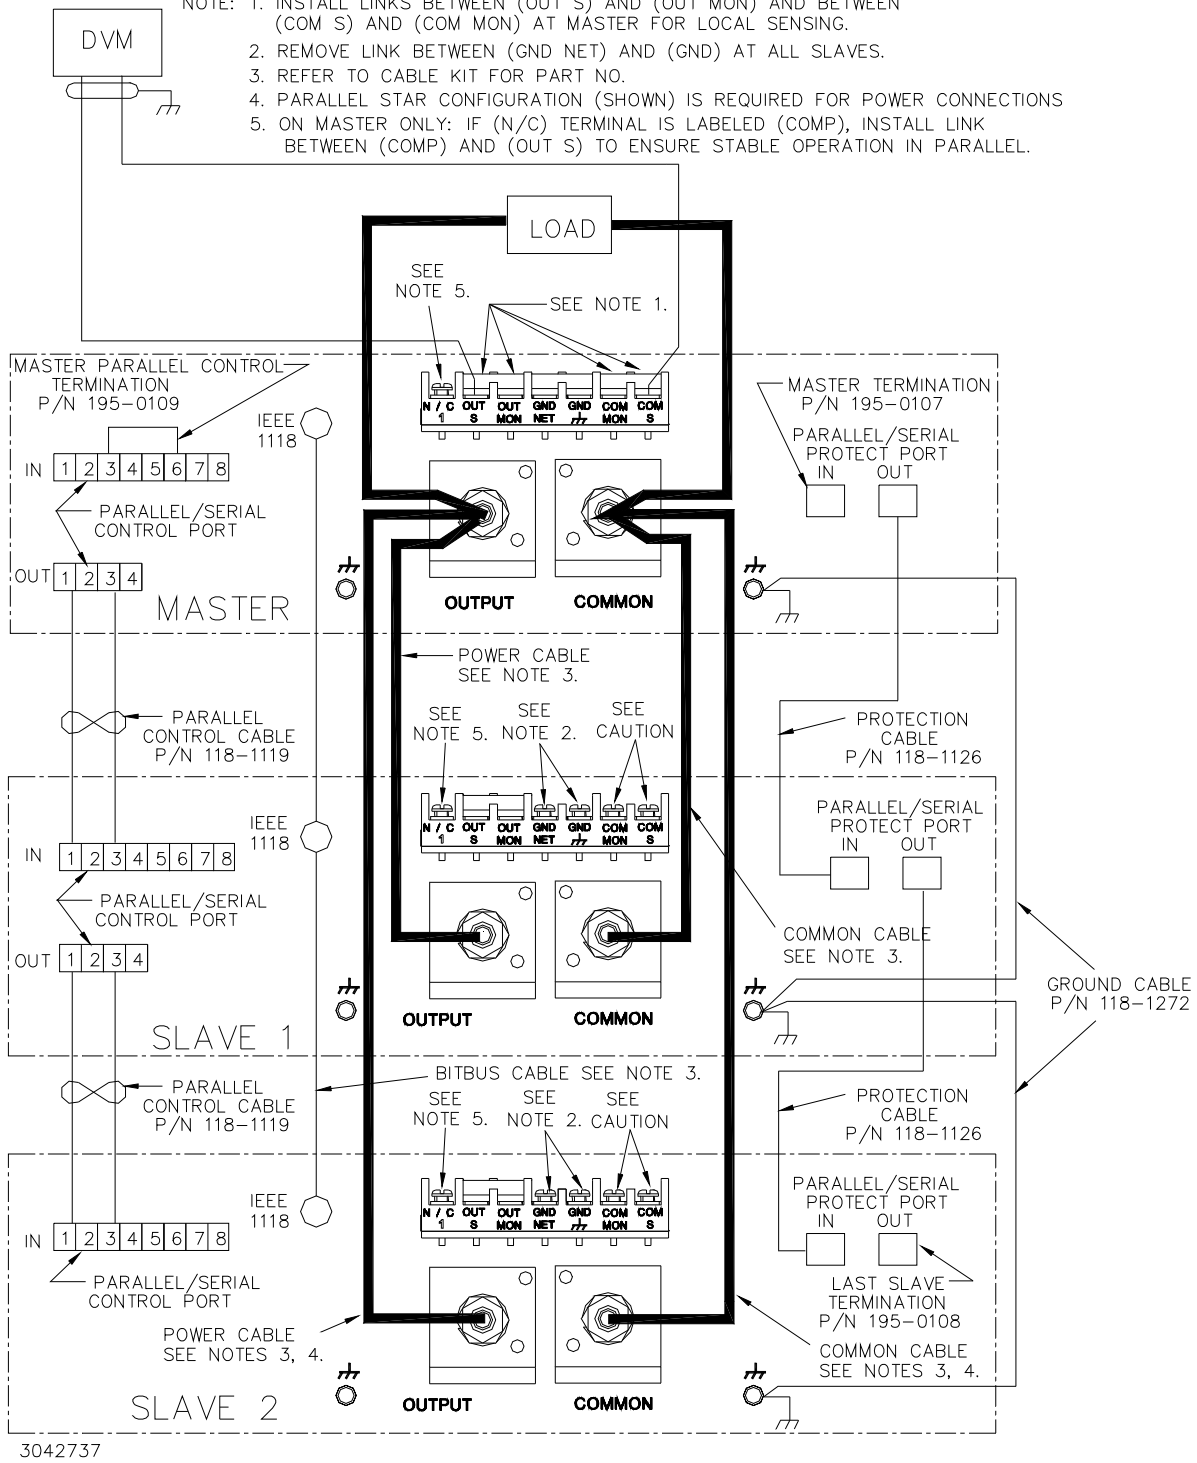 NOTE: 1. INSTALL LINKS BETWEEN (OUT S) AND (OUT MON) AND BETWEEN
(COM S) AND (COM MON) AT MASTER FOR LOCAL SENSING.
2. REMOVE LINK BETWEEN (GND NET) AND (GND) AT ALL SLAVES.
3. REFER TO CABLE KIT FOR PART NO.
4. PARALLEL STAR CONFIGURATION (SHOWN) IS REQUIRED FOR POWER CONNECTIONS
5. ON MASTER ONLY: IF (N/C) TERMINAL IS LABELED (COMP), INSTALL LINK
BETWEEN (COMP) AND (OUT S) TO ENSURE STABLE OPERATION IN PARALLEL.
DVM
LOAD
SEE
NOTE 5.
SEE NOTE 1.
MASTER PARALLEL CONTROL
TERMINATION
P/N 195-0109
IEEE
1118
N / C OUT OUT GND GND COM COM
1 S MON NET MON S
MASTER TERMINATION
P/N 195-0107
PARALLEL/SERIAL
PROTECT PORT
IN OUT
IN 1 2 3 4 5 6 7 8
PARALLEL/SERIAL
CONTROL PORT
OUT 1 2 3 4
MASTER
OUTPUT COMMON
POWER CABLE
SEE NOTE 3.
PARALLEL
CONTROL CABLE
P/N 118-1119
SEE
NOTE 5.
SEE
NOTE 2.
SEE
CAUTION
PROTECTION
CABLE
P/N 118-1126
IEEE
1118
N / C OUT OUT GND GND COM COM
1 S MON NET MON S
PARALLEL/SERIAL
PROTECT PORT
IN OUT
IN 1 2 3 4 5 6 7 8
PARALLEL/SERIAL
CONTROL PORT
OUT 1 2 3 4
COMMON CABLE
SEE NOTE 3.
GROUND CABLE
P/N 118-1272
SLAVE 1
OUTPUT COMMON
BITBUS CABLE SEE NOTE 3.
PARALLEL
CONTROL CABLE
P/N 118-1119
SEE
NOTE 5.
SEE
NOTE 2.
SEE
CAUTION
PROTECTION
CABLE
P/N 118-1126
IEEE
1118
N / C OUT OUT GND GND COM COM
1 S MON NET MON S
PARALLEL/SERIAL
PROTECT PORT
IN OUT
IN 1 2 3 4 5 6 7 8
PARALLEL/SERIAL
CONTROL PORT
LAST SLAVE
TERMINATION
P/N 195-0108
POWER CABLE
SEE NOTES 3, 4.
COMMON CABLE
SEE NOTES 3, 4.
SLAVE 2
OUTPUT COMMON
3042737